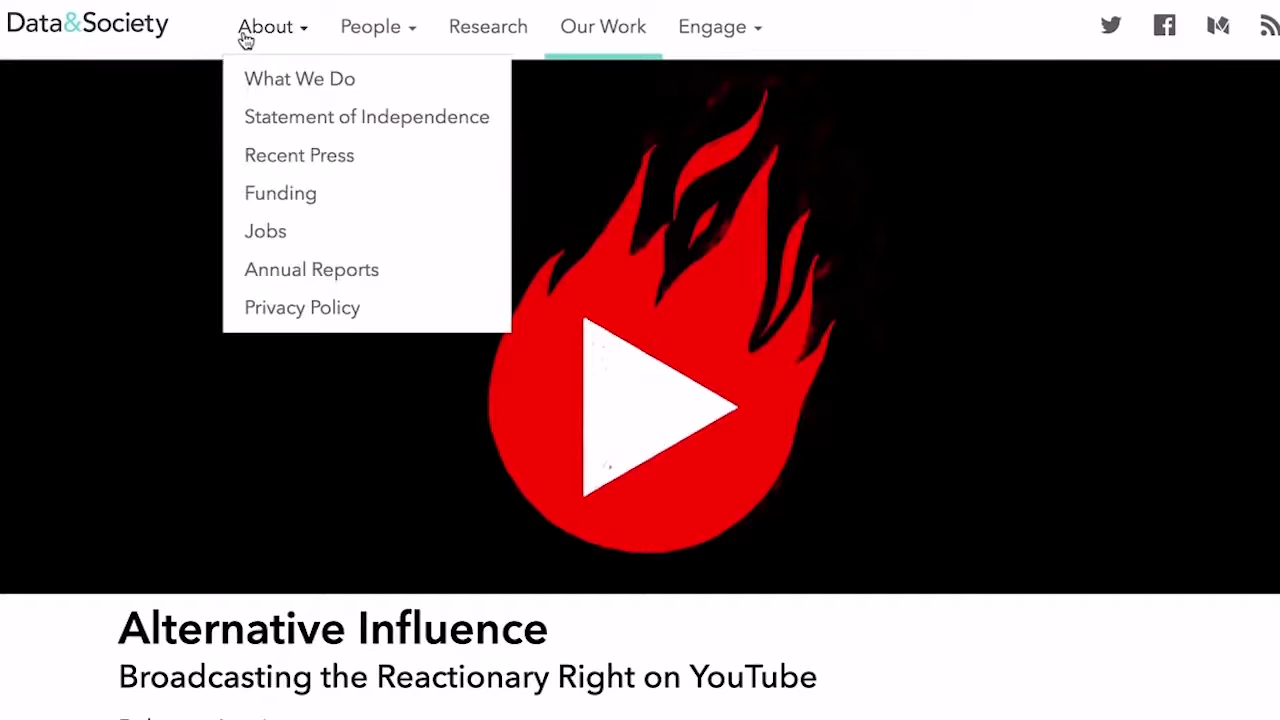 Data&Society
About People Research Our Work Engage
What We Do
Statement of Independence
Recent Press
Funding
Jobs
Annual Reports
Privacy Policy
Alternative Influence
Broadcasting the Reactionary Right on YouTube